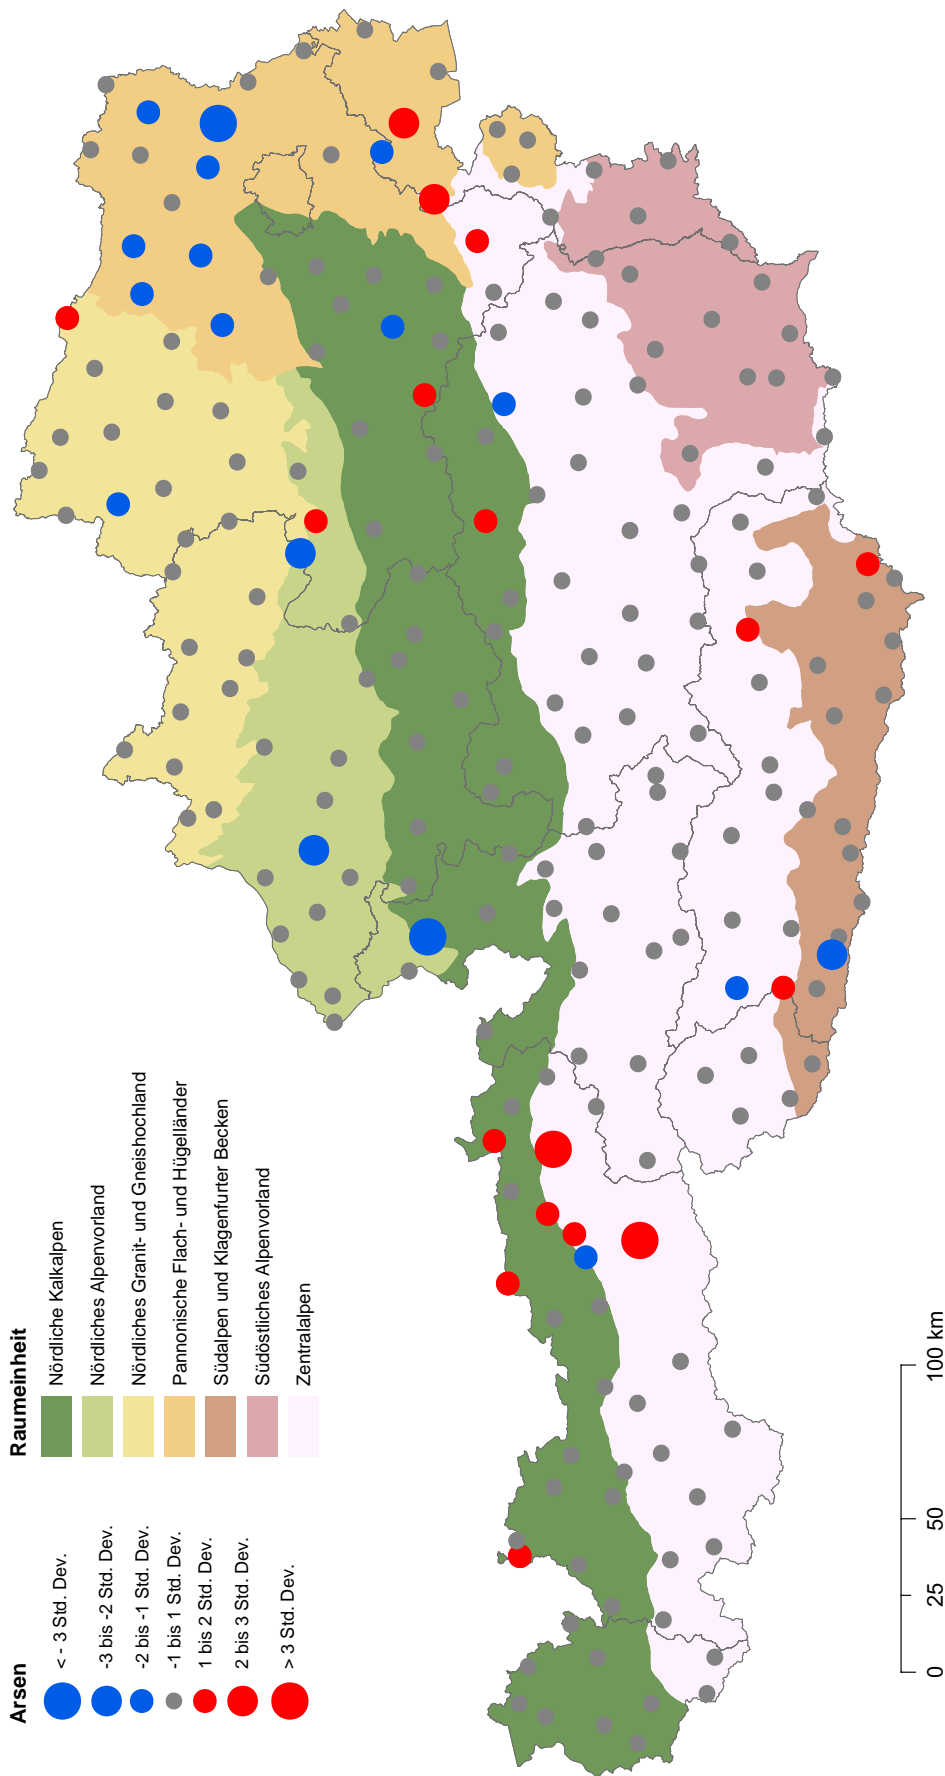 Arsen
< - 3 Std. Dev.
-3 bis -2 Std. Dev.
-2 bis -1 Std. Dev.
-1 bis 1 Std. Dev.
1 bis 2 Std. Dev.
2 bis 3 Std. Dev.
> 3 Std. Dev.
Raumeinheit
Nördliche Kalkalpen
Nördliches Alpenvorland
Nördliches Granit- und Gneishochland
Pannonische Flach- und Hügelländer
Südalpen und Klagenfurter Becken
Südöstliches Alpenvorland
Zentralalpen
0 25 50 100 km